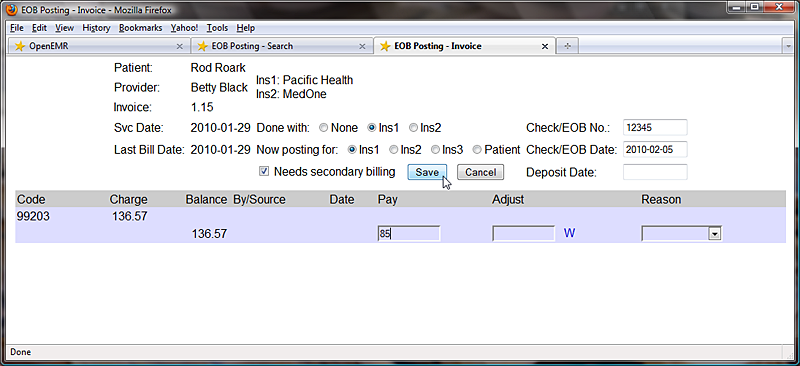 EOB Posting - Invoice - Mozilla Firefox
File Edit View History Bookmarks Yahoo! Tools Help
OpenEMR EOB Posting - Search EOB Posting - Invoice
Patient: Rod Roark
Ins1: Pacific Health
Provider: Betty Black
Ins2: MedOne
Invoice: 1.15
Svc Date: 2010-01-29 Done with: None Ins1 Ins2 Check/EOB No.: 12345
Last Bill Date: 2010-01-29 Now posting for: Ins1 Ins2 Ins3 Patient Check/EOB Date: 2010-02-05
Needs secondary billing Save Cancel Deposit Date:
Code Charge Balance By/Source Date Pay Adjust Reason
99203 136.57
136.57 85 W
Done